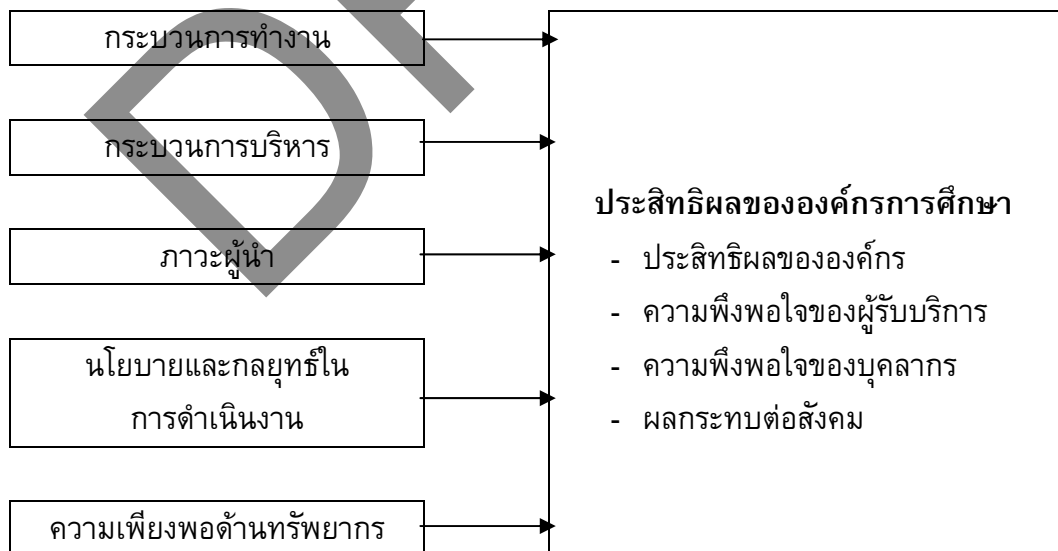 กระบวนการทำงาน
กระบวนการบริหาร
ภาวะผู้นำ
นโยบายและกลยุทธ์ใน
การดำเนินงาน
ความเพียงพอด้านทรัพยากร
ประสิทธิผลขององค์กรการศึกษา
- ประสิทธิผลขององค์กร
- ความพึงพอใจของผู้รับบริการ
- ความพึงพอใจของบุคลากร
- ผลกระทบต่อสังคม